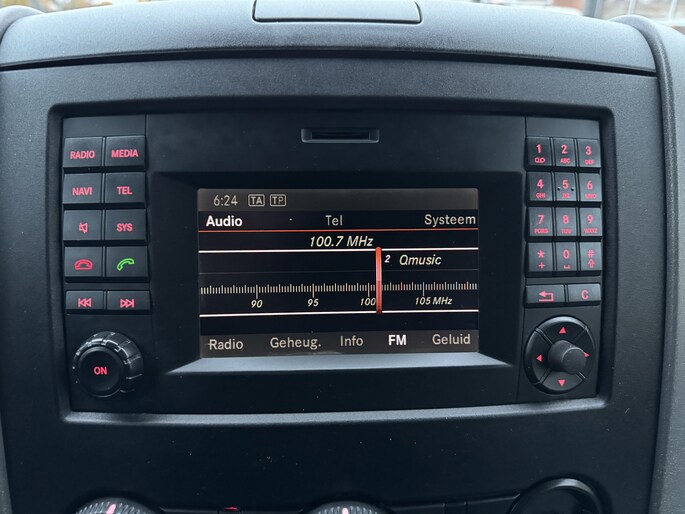 RADIO MEDIA
NAVI TEL
SYS
ON
6:24 TA TP
Audio - Tel Systeem
100.7 MHz
2 Qmusic
90 95 100 105 MHz
Radio Geheug. Info FM Geluid
1 2 3
CLD ABC DEF
4 5 6
GHI JKL MNO
7 8 9
PQRS TUV WXYZ
* 0 #
+
C